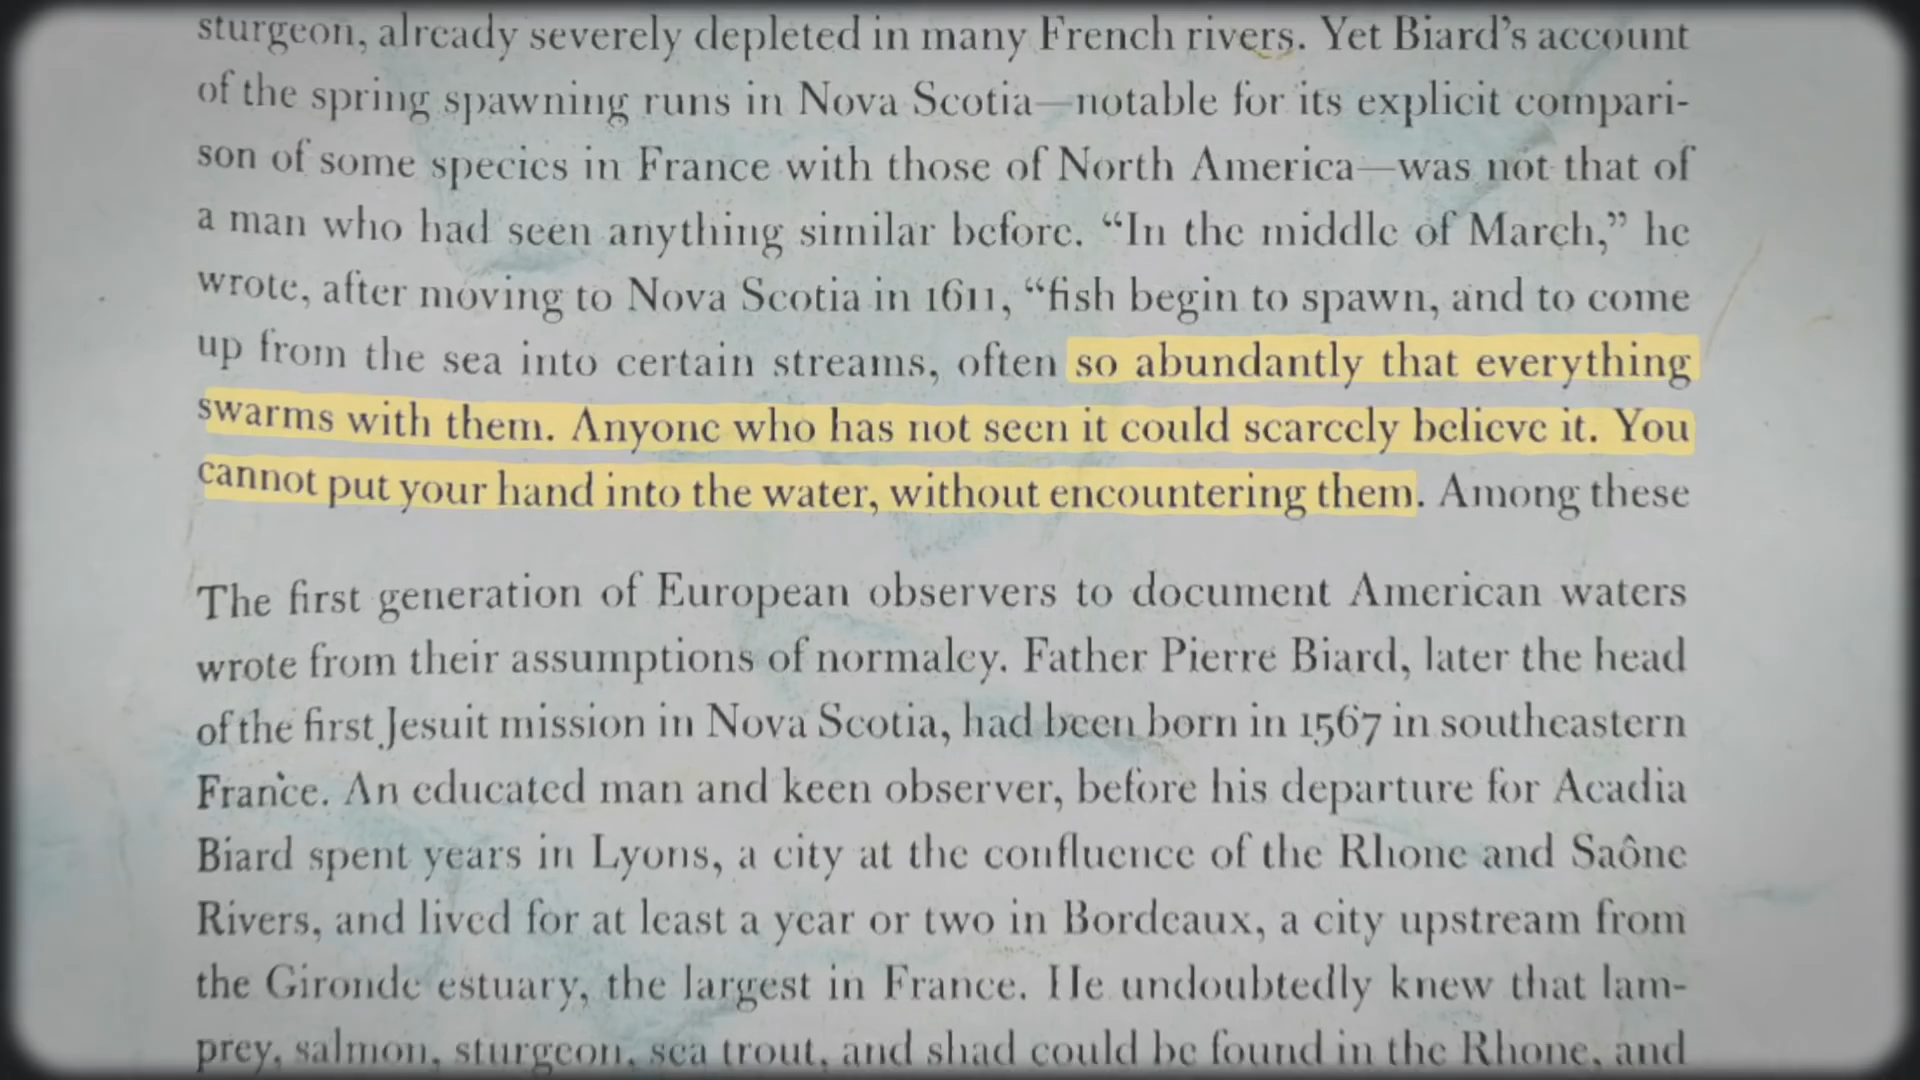 sturgeon, already severely depleted in many French rivers. Yet Biard's account
of the spring spawning runs in Nova Scotia—notable for its explicit compari-
son of some species in France with those of North America—was not that of
a man who had seen anything similar before. “In the middle of March,” he
wrote, after moving to Nova Scotia in 1611, “fish begin to spawn, and to come
up from the sea into certain streams, often so abundantly that everything
swarms with them. Anyone who has not seen it could scarcely believe it. You
cannot put your hand into the water, without encountering them. Among these
The first generation of European observers to document American waters
wrote from their assumptions of normalcy. Father Pierre Biard, later the head
of the first Jesuit mission in Nova Scotia, had been born in 1567 in southeastern
France. An educated man and keen observer, before his departure for Acadia
Biard spent years in Lyons, a city at the confluence of the Rhone and Saône
Rivers, and lived for at least a year or two in Bordeaux, a city upstream from
the Gironde estuary, the largest in France. He undoubtedly knew that lam-
prey, salmon, sturgeon, sea trout, and shad could be found in the Rhone, and